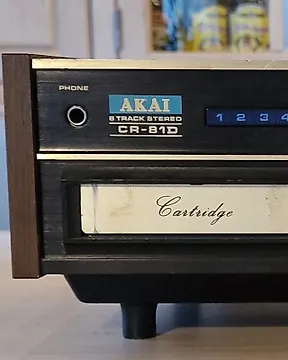 PHONE
AKAI
8 TRACK STEREO
CR-81D
1 2 3 4
Cartridge